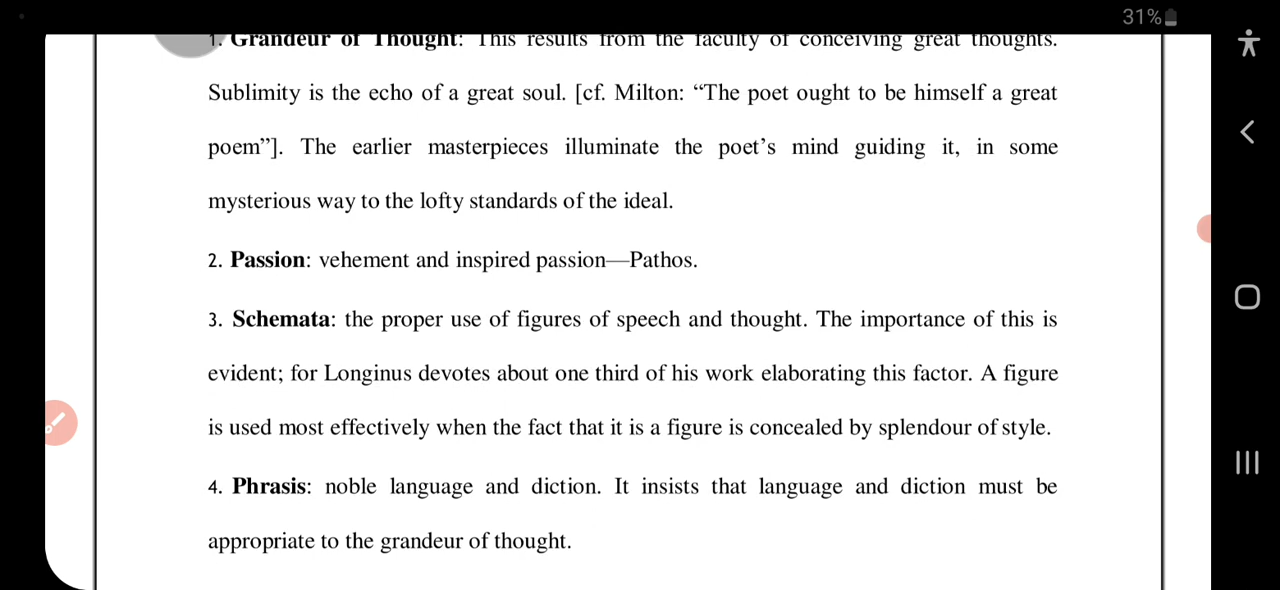 31%
1. Grandeur of Thought: This results from the faculty of conceiving great thoughts.
Sublimity is the echo of a great soul. [cf. Milton: “The poet ought to be himself a great
poem”]. The earlier masterpieces illuminate the poet’s mind guiding it, in some
mysterious way to the lofty standards of the ideal.
2. Passion: vehement and inspired passion—Pathos.
3. Schemata: the proper use of figures of speech and thought. The importance of this is
evident; for Longinus devotes about one third of his work elaborating this factor. A figure
is used most effectively when the fact that it is a figure is concealed by splendour of style.
4. Phrasis: noble language and diction. It insists that language and diction must be
appropriate to the grandeur of thought.